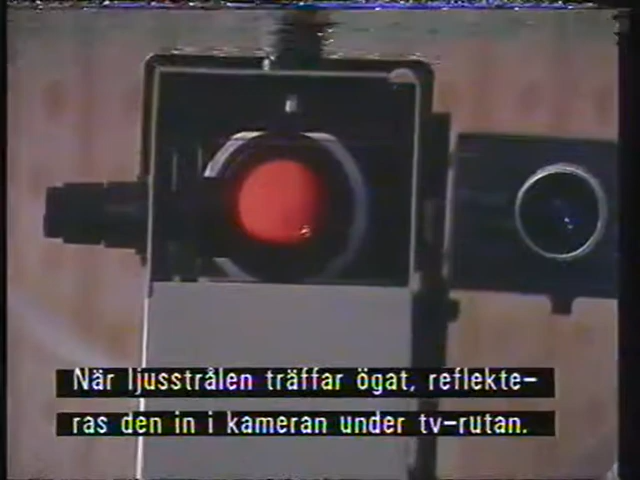 När ljusstrålen träffar ögat, reflekte-
ras den in i kameran under tv-rutan.